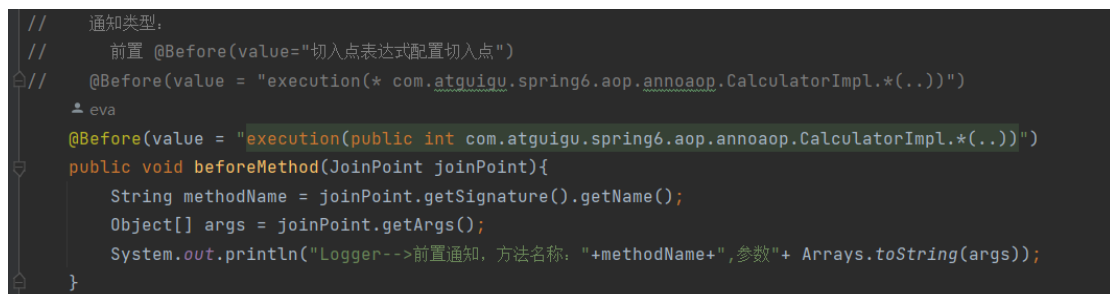 //    通知类型：
//      前置 @Before(value="切入点表达式配置切入点")
//    @Before(value = "execution(* com.atguigu.spring6.aop.annoaop.CalculatorImpl.*(..))")
eva
@Before(value = "execution(public int com.atguigu.spring6.aop.annoaop.CalculatorImpl.*(..))")
public void beforeMethod(JoinPoint joinPoint){
    String methodName = joinPoint.getSignature().getName();
    Object[] args = joinPoint.getArgs();
    System.out.println("Logger-->前置通知，方法名称："+methodName+",参数"+ Arrays.toString(args));
}